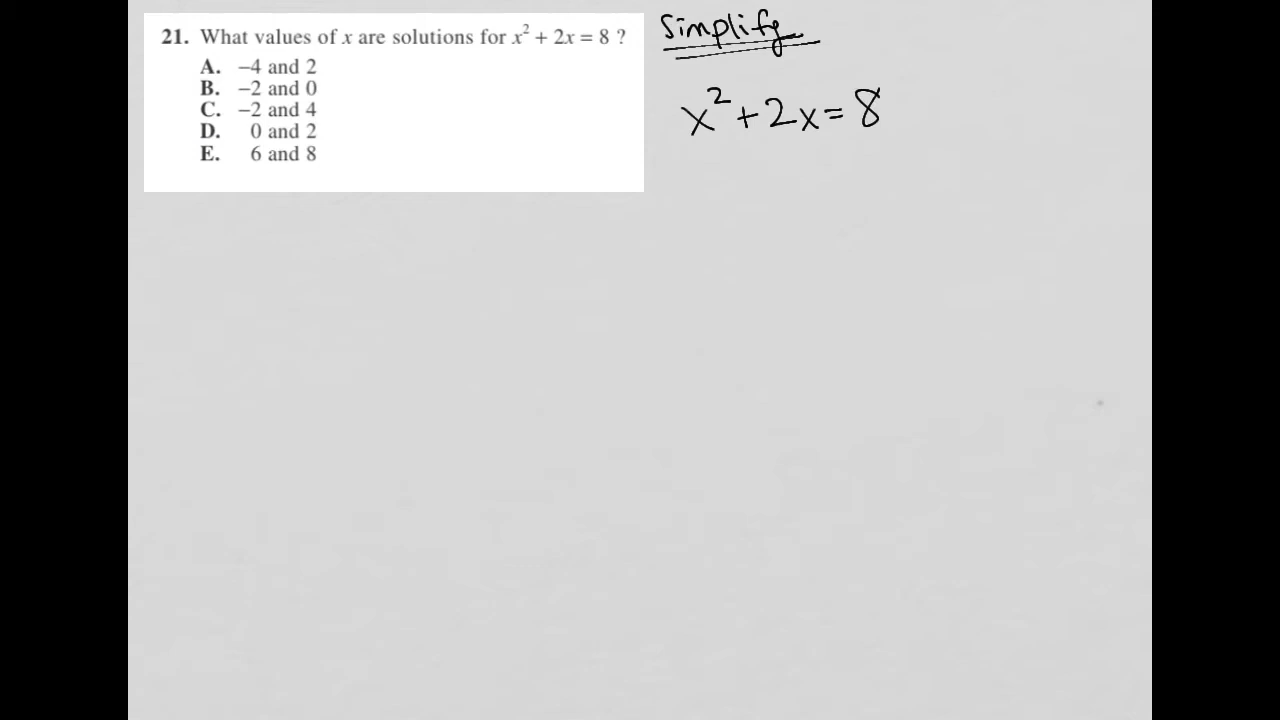 21. What values of x are solutions for x² + 2x = 8 ?
A. −4 and 2
B. −2 and 0
C. −2 and 4
D. 0 and 2
E. 6 and 8
Simplify
x² + 2x = 8